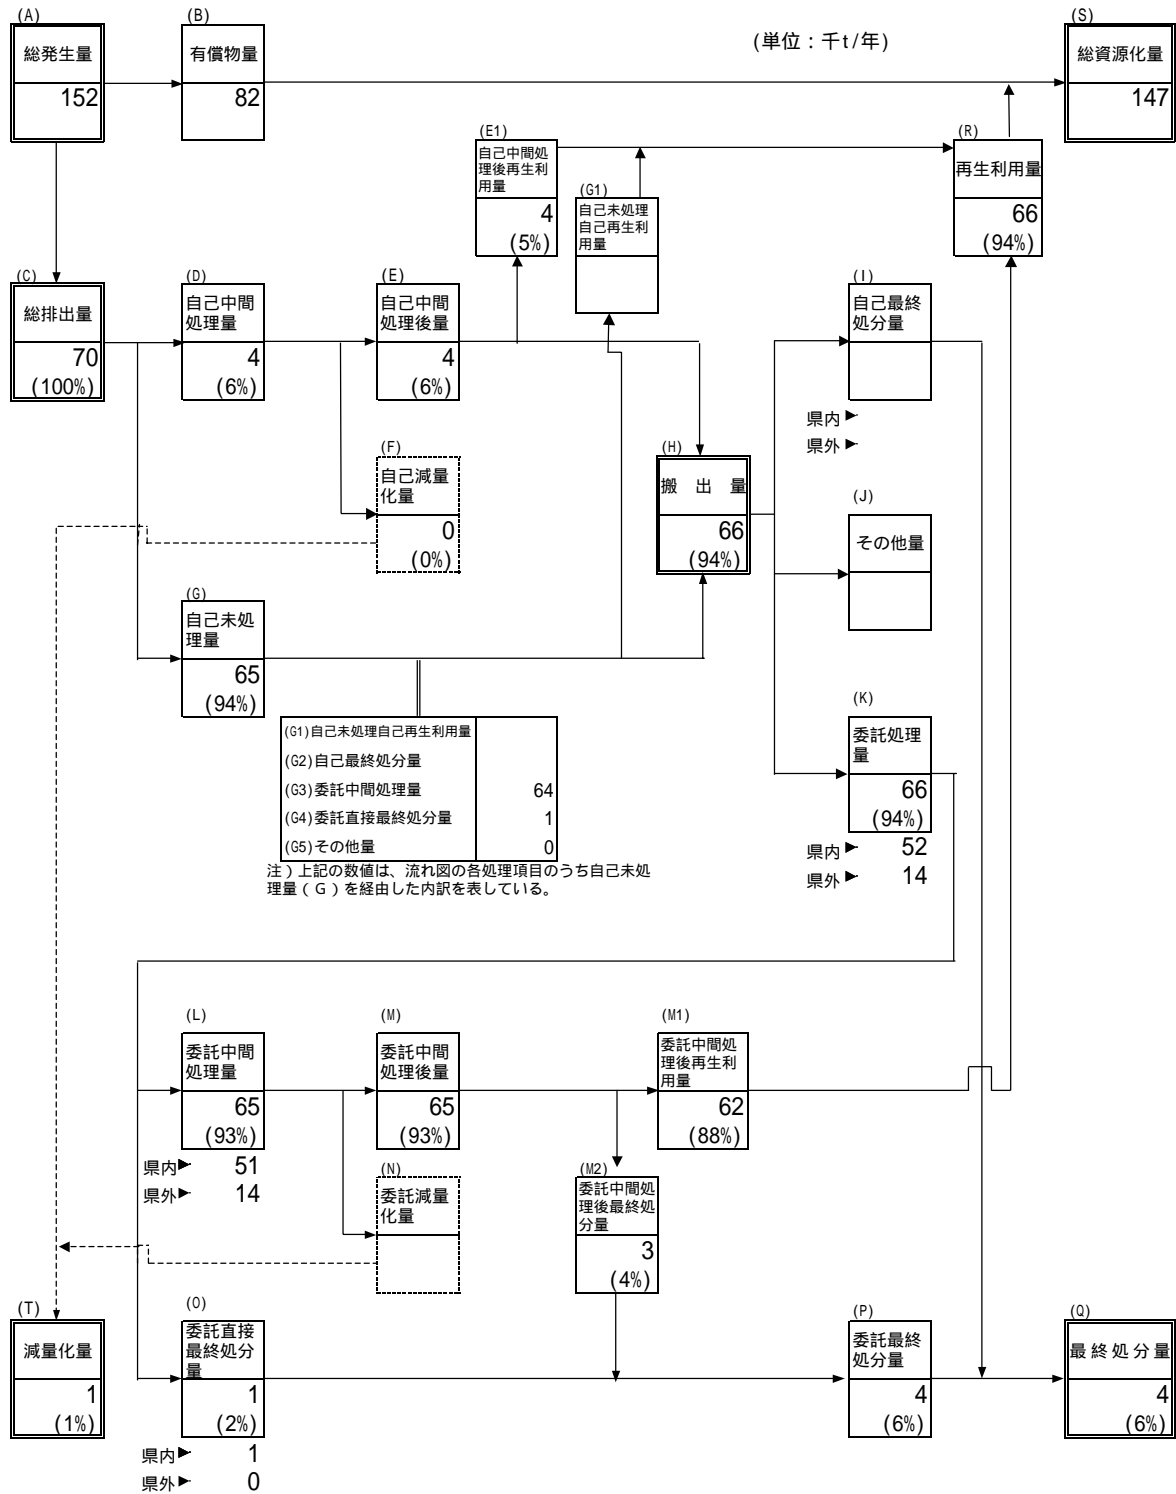 (単位：千t/年)
(A)
総発生量
152
(B)
有償物量
82
(S)
総資源化量
147
(E1)
自己中間処
理後再生利
用量
4
(5%)
(G1)
自己未処理
自己再生利
用量
(R)
再生利用量
66
(94%)
(C)
総排出量
70
(100%)
(D)
自己中間
処理量
4
(6%)
(E)
自己中間
処理後量
4
(6%)
(I)
自己最終
処分量
県内▶
県外▶
(F)
自己減量
化量
0
(0%)
(H)
搬 出 量
66
(94%)
(J)
その他量
(G)
自己未処
理量
65
(94%)
(G1)自己未処理自己再生利用量
(G2)自己最終処分量
(G3)委託中間処理量 64
(G4)委託直接最終処分量 1
(G5)その他量 0
注）上記の数値は、流れ図の各処理項目のうち自己未処
理量（G）を経由した内訳を表している。
(K)
委託処理
量
66
(94%)
県内▶ 52
県外▶ 14
(L)
委託中間
処理量
65
(93%)
県内▶ 51
県外▶ 14
(M)
委託中間
処理後量
65
(93%)
(M1)
委託中間処
理後再生利
用量
62
(88%)
(N)
委託減量
化量
(M2)
委託中間処
理後最終処
分量
3
(4%)
(T)
減量化量
1
(1%)
(O)
委託直接
最終処分
量
1
(2%)
県内▶ 1
県外▶ 0
(P)
委託最終
処分量
4
(6%)
(Q)
最終処分量
4
(6%)